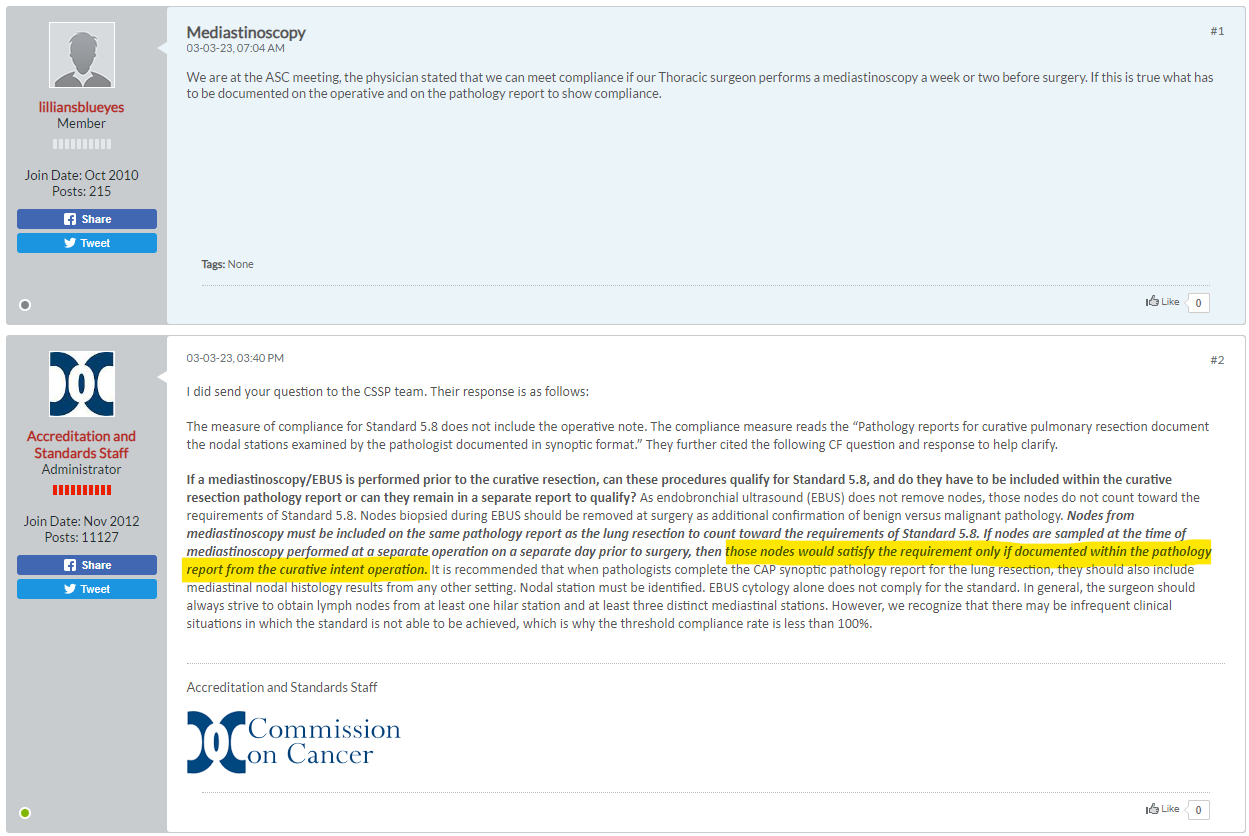 Mediastinoscopy
#1
03-03-23, 07:04 AM
We are at the ASC meeting, the physician stated that we can meet compliance if our Thoracic surgeon performs a mediastinoscopy a week or two before surgery. If this is true what has
to be documented on the operative and on the pathology report to show compliance.
lilliansblueyes
Member
Join Date: Oct 2010
Posts: 215
Share
Tweet
Tags: None
Like 0
03-03-23, 03:40 PM
#2
I did send your question to the CSSP team. Their response is as follows:
The measure of compliance for Standard 5.8 does not include the operative note. The compliance measure reads the “Pathology reports for curative pulmonary resection document
the nodal stations examined by the pathologist documented in synoptic format.” They further cited the following CF question and response to help clarify.
If a mediastinoscopy/EBUS is performed prior to the curative resection, can these procedures qualify for Standard 5.8, and do they have to be included within the curative
resection pathology report or can they remain in a separate report to qualify? As endobronchial ultrasound (EBUS) does not remove nodes, those nodes do not count toward the
requirements of Standard 5.8. Nodes biopsied during EBUS should be removed at surgery as additional confirmation of benign versus malignant pathology. Nodes from
mediastinoscopy must be included on the same pathology report as the lung resection to count toward the requirements of Standard 5.8. If nodes are sampled at the time of
mediastinoscopy performed at a separate operation on a separate day prior to surgery, then those nodes would satisfy the requirement only if documented within the pathology
report from the curative intent operation. It is recommended that when pathologists complete the CAP synoptic pathology report for the lung resection, they should also include
mediastinal nodal histology results from any other setting. Nodal station must be identified. EBUS cytology alone does not comply for the standard. In general, the surgeon should
always strive to obtain lymph nodes from at least one hilar station and at least three distinct mediastinal stations. However, we recognize that there may be infrequent clinical
situations in which the standard is not able to be achieved, which is why the threshold compliance rate is less than 100%.
Accreditation and
Standards Staff
Administrator
Join Date: Nov 2012
Posts: 11127
Share
Tweet
Accreditation and Standards Staff
Commission
on Cancer
Like 0